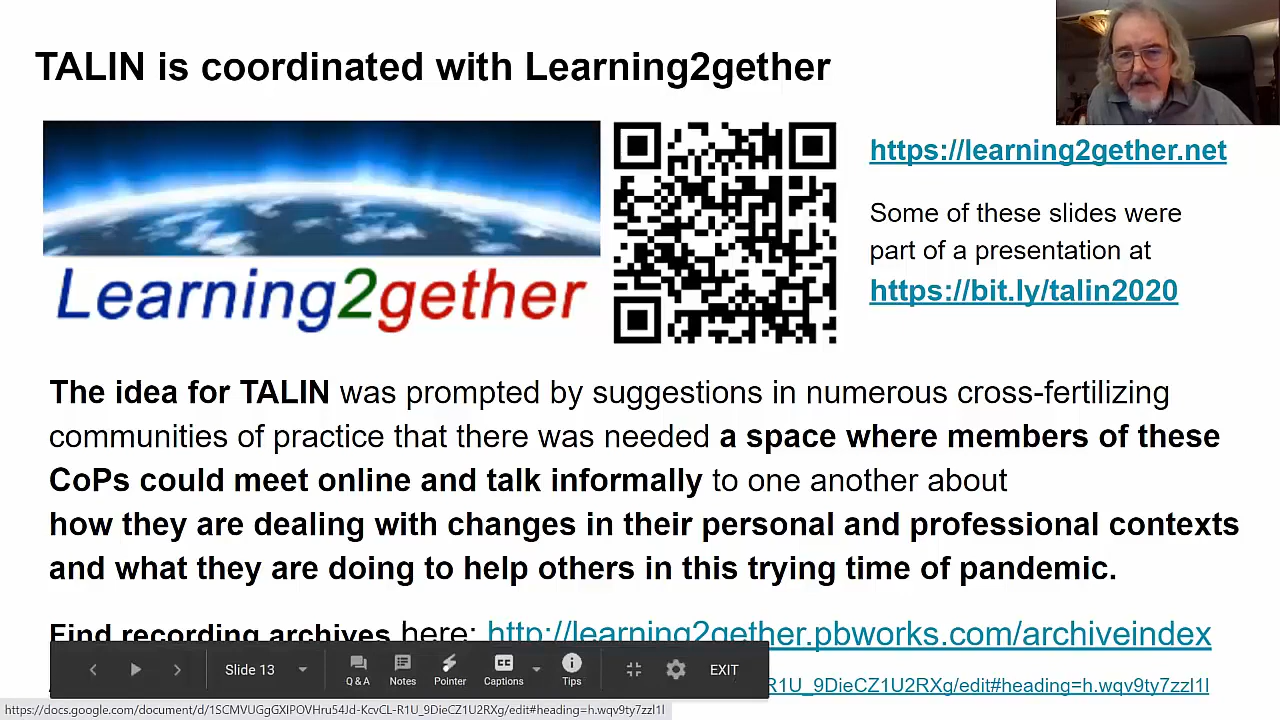 TALIN is coordinated with Learning2gether
Learning2gether
https://learning2gether.net
Some of these slides were
part of a presentation at
https://bit.ly/talin2020
The idea for TALIN was prompted by suggestions in numerous cross-fertilizing
communities of practice that there was needed a space where members of these
CoPs could meet online and talk informally to one another about
how they are dealing with changes in their personal and professional contexts
and what they are doing to help others in this trying time of pandemic.
Find recording archives here: http://learning2gether.pbworks.com/archiveindex
Slide 13
Q & A
Notes
Pointer
CC
Captions
Tips
EXIT
R1U_9DieCZ1U2RXg/edit#heading=h.wqv9ty7zzl1l
https://docs.google.com/document/d/1SCMVUGgGXIPOVHru54Jd-KcvCL-R1U_9DieCZ1U2RXg/edit#heading=h.wqv9ty7zzl1l